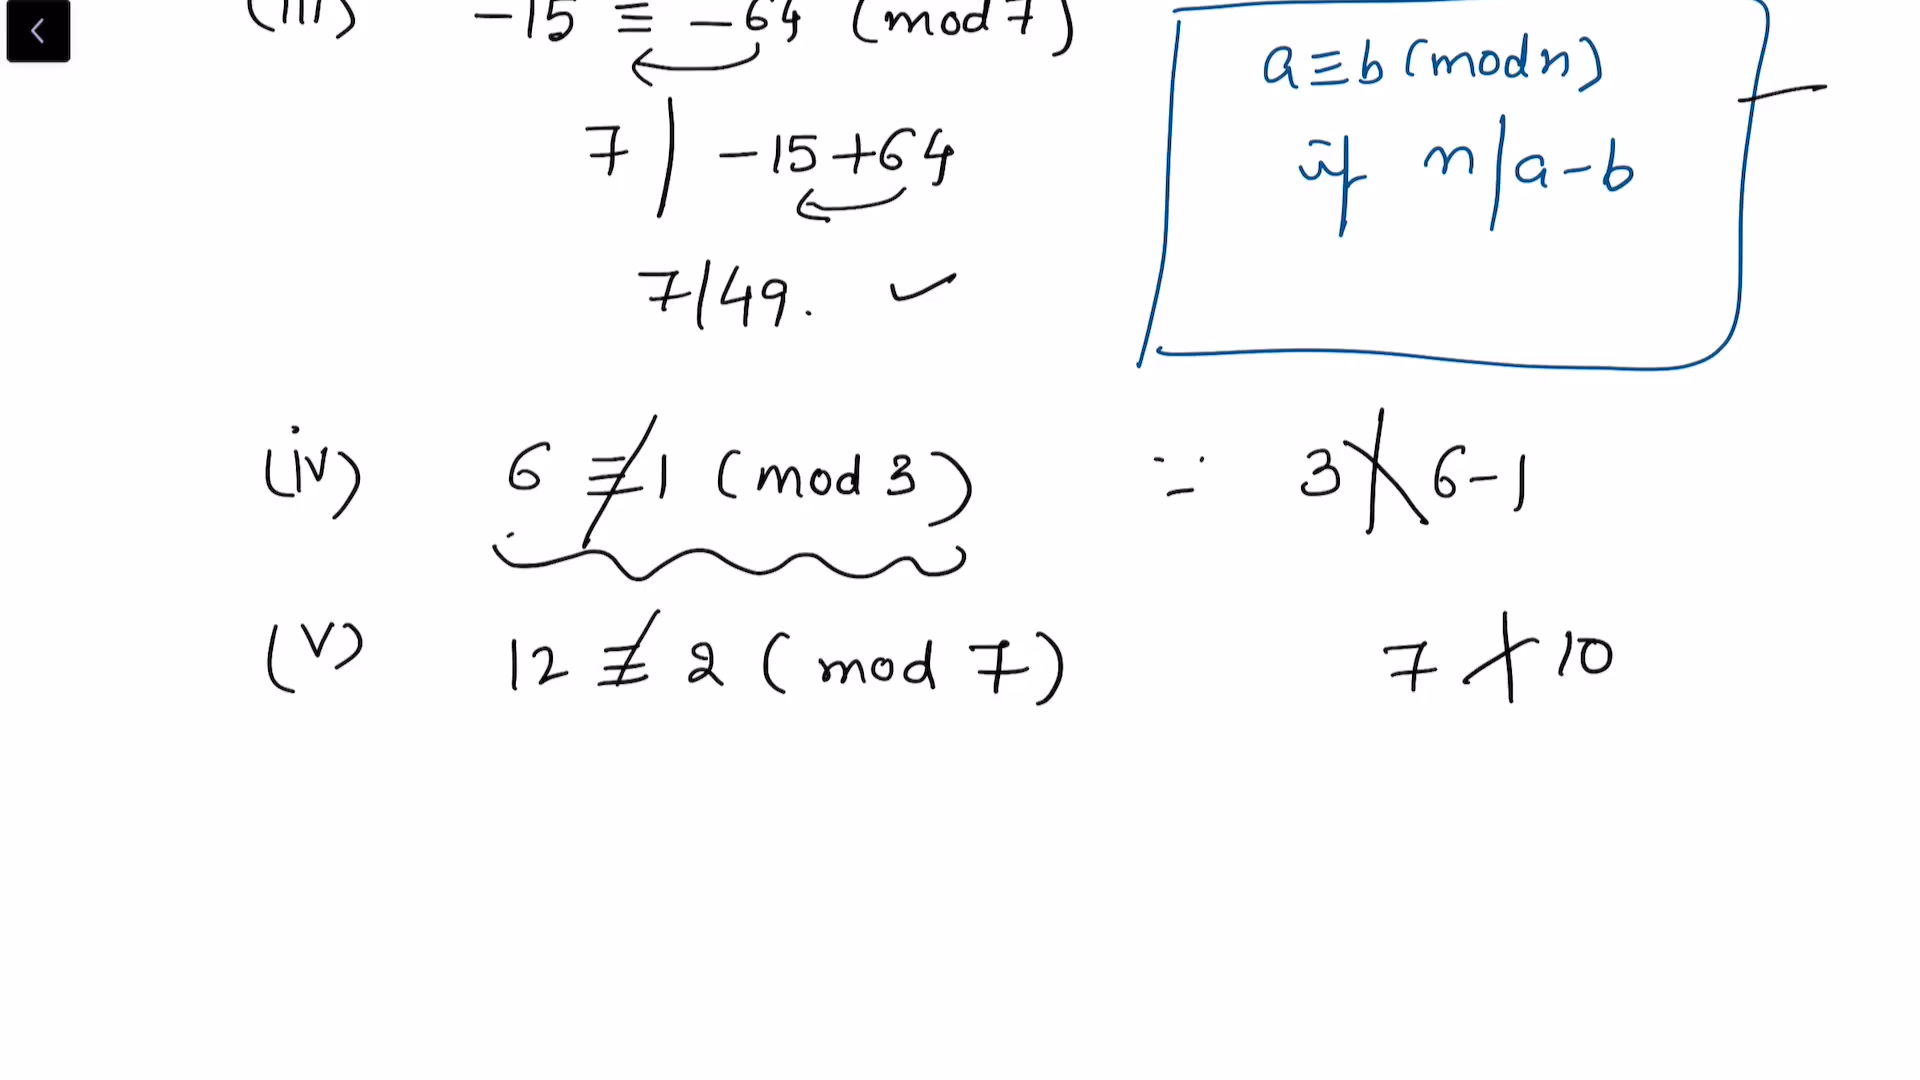 (iii) -15 ≡ -64 (mod 7)
7 | -15+64
7|49. ✓
a≡b (mod n)
if n|a-b
(iv) 6 ≢ 1 (mod 3) ∵ 3 ∤ 6-1
(v) 12 ≢ 2 (mod 7) 7 ∤ 10